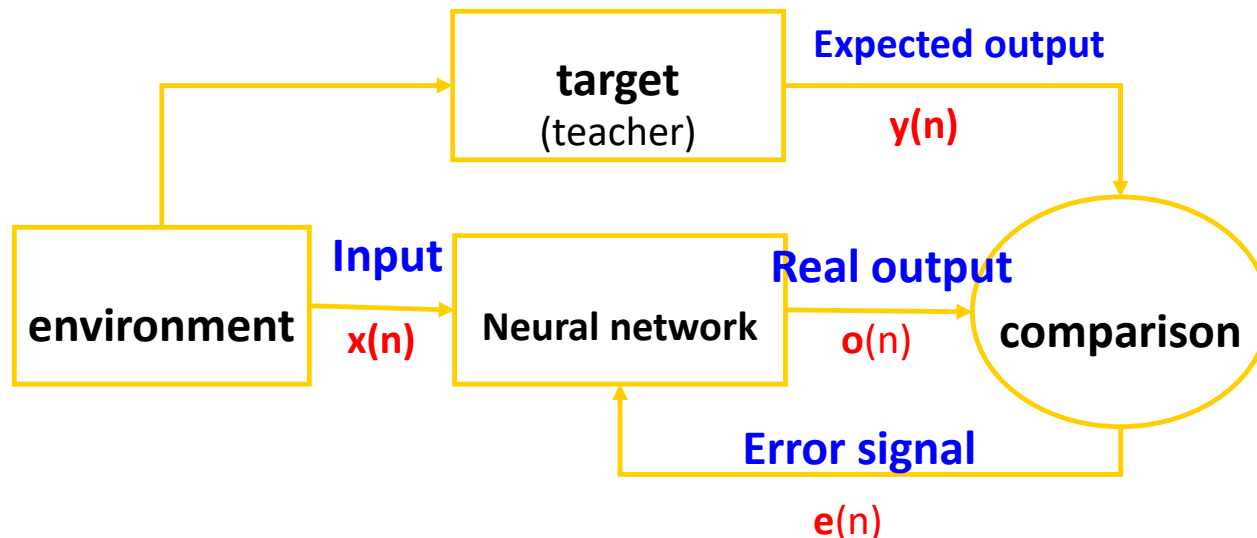 target
(teacher)
Expected output
y(n)
environment
Input
x(n)
Neural network
Real output
o(n)
comparison
Error signal
e(n)